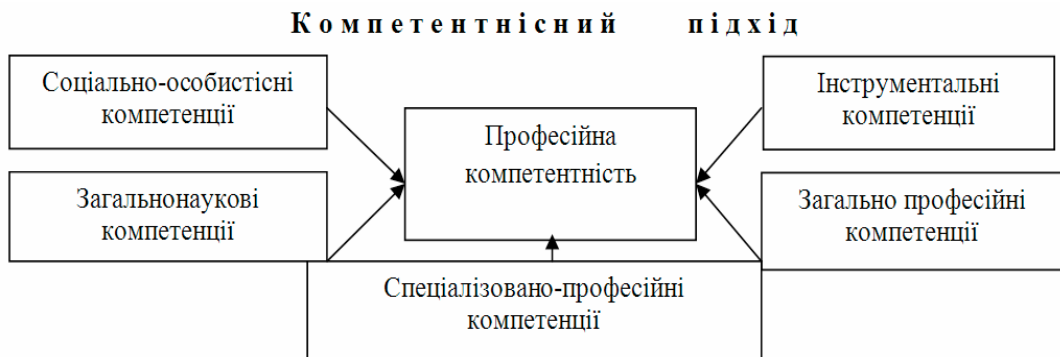 Компетентнісний підхід
Соціально-особистісні
компетенції
Інструментальні
компетенції
Професійна
компетентність
Загальнонаукові
компетенції
Загально професійні
компетенції
Спеціалізовано-професійні
компетенції